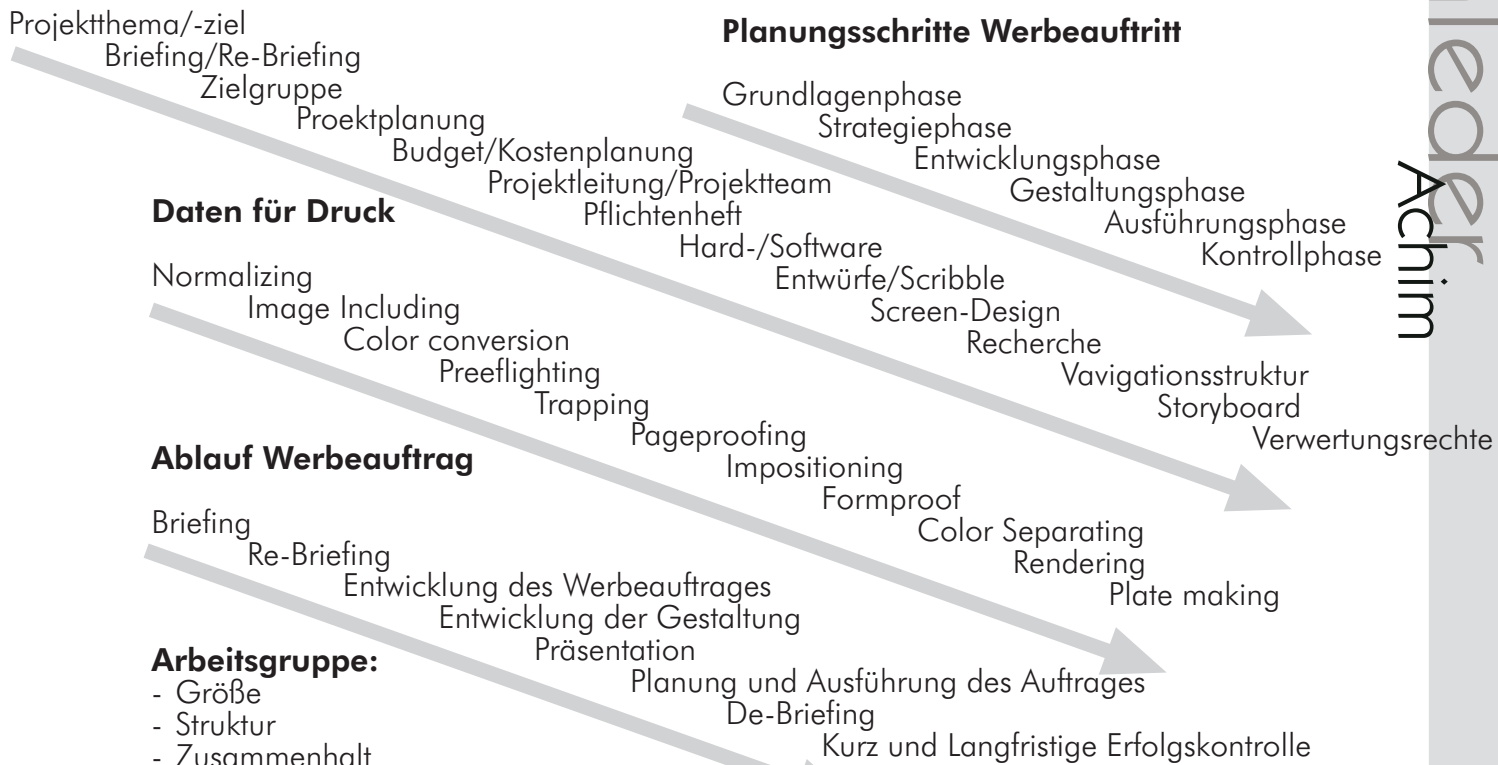 Projektthema/-ziel
Briefing/Re-Briefing
Zielgruppe
Proektplanung
Budget/Kostenplanung
Projektleitung/Projektteam
Pflichtenheft
Hard-/Software
Entwürfe/Scribble
Screen-Design
Recherche
Vavigationsstruktur
Storyboard
Verwertungsrechte
Planungsschritte Werbeauftritt
Grundlagenphase
Strategiephase
Entwicklungsphase
Gestaltungsphase
Ausführungsphase
Kontrollphase
Daten für Druck
Normalizing
Image Including
Color conversion
Preeflighting
Trapping
Pageproofing
Impositioning
Formproof
Color Separating
Rendering
Plate making
Ablauf Werbeauftrag
Briefing
Re-Briefing
Entwicklung des Werbeauftrages
Entwicklung der Gestaltung
Präsentation
Planung und Ausführung des Auftrages
De-Briefing
Kurz und Langfristige Erfolgskontrolle
Arbeitsgruppe:
- Größe
- Struktur
- Zusammenhalt
Achim